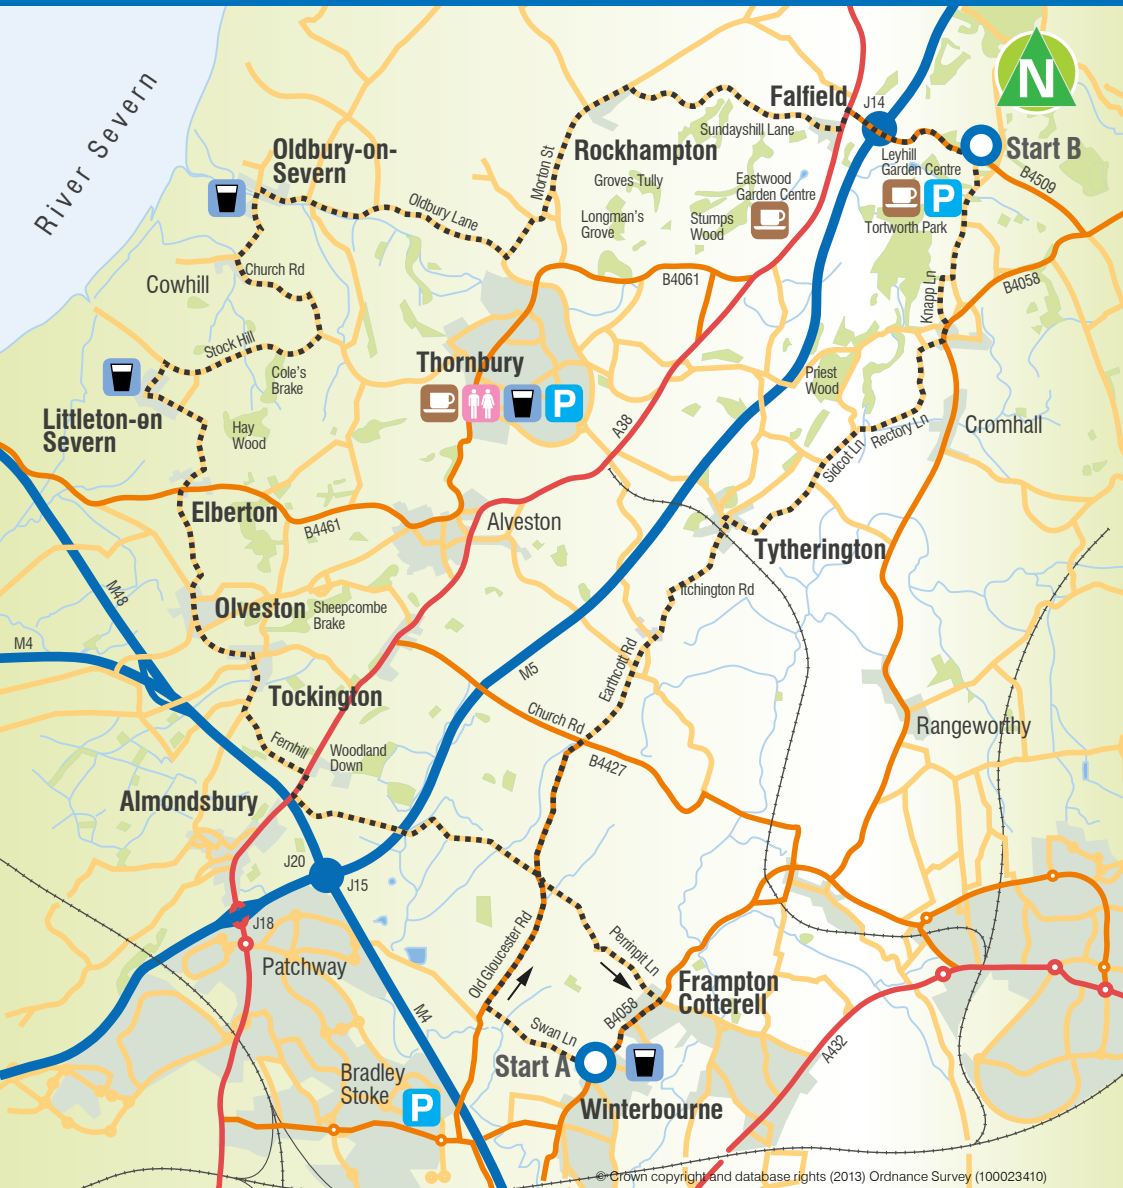 River Severn
N
Falfield
J14
Sundayshill Lane
Start B
Leyhill
Garden Centre
B4509
P
Tortworth Park
Oldbury-on-
Severn
Rockhampton
Morton St
Groves Tully
Eastwood
Garden Centre
Oldbury Lane
Longman's
Grove
Stumps
Wood
Church Rd
Cowhill
B4061
Knapp Ln
B4058
Stock Hill
Thornbury
P
Cole's
Brake
Priest
Wood
Littleton-on
Severn
Hay
Wood
A38
Rectory Ln
Cromhall
Sidcot Ln
Elberton
B4461
Alveston
Tytherington
M48
Olveston
Sheepcombe
Brake
Itchington Rd
M4
M5
Earthcott Rd
Tockington
Church Rd
Rangeworthy
Fernhill
Woodland
Down
B4427
Almondsbury
J20
J15
J18
Patchway
Old Gloucester Rd
Perrinpit Ln
Frampton
Cotterell
M4
B4058
Swan Ln
A432
Start A
Bradley
Stoke
P
Winterbourne
© Crown copyright and database rights (2013) Ordnance Survey (100023410)